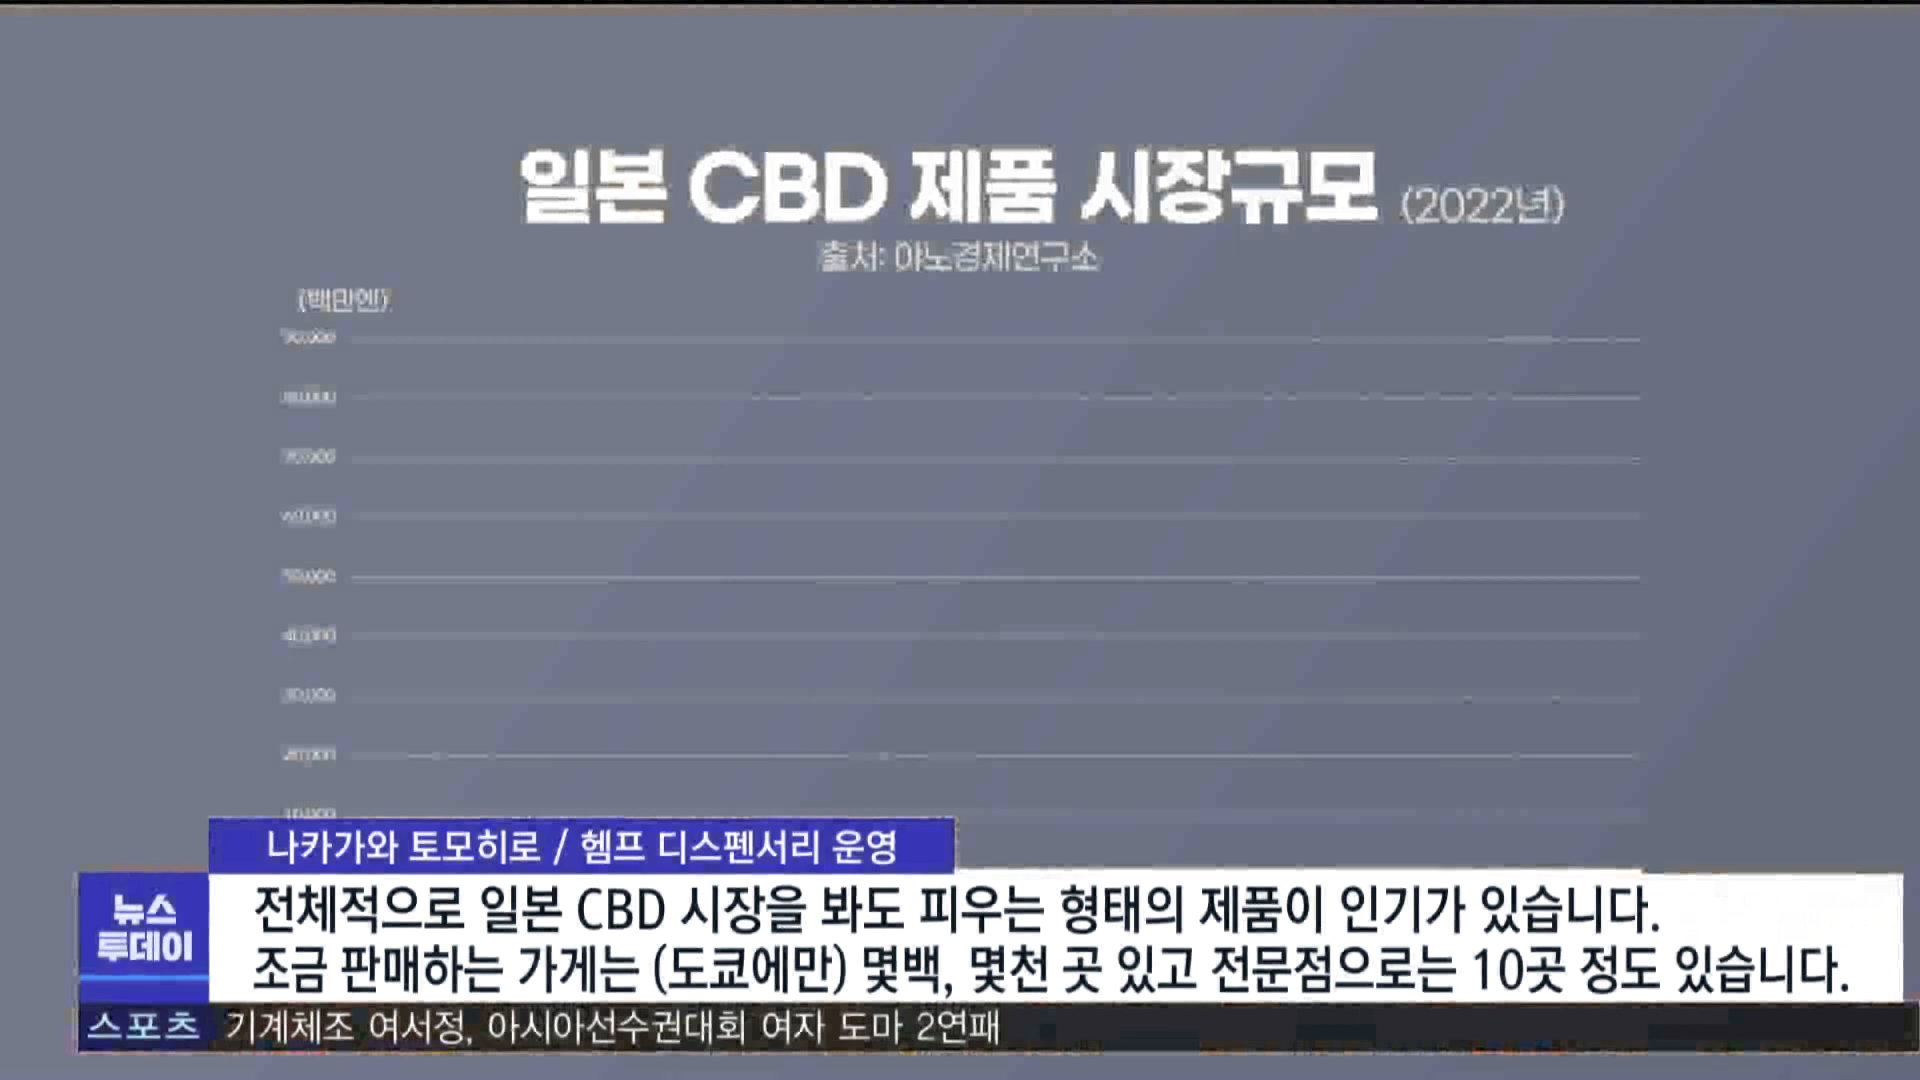 일본 CBD 제품 시장규모 (2022년)
출처: 야노경제연구소
(백만엔)
나카가와 토모히로 / 헴프 디스펜서리 운영
뉴스
투데이
전체적으로 일본 CBD 시장을 봐도 피우는 형태의 제품이 인기가 있습니다.
조금 판매하는 가게는 (도쿄에만) 몇백, 몇천 곳 있고 전문점으로는 10곳 정도 있습니다.
스포츠 기계체조 여서정, 아시아선수권대회 여자 도마 2연패